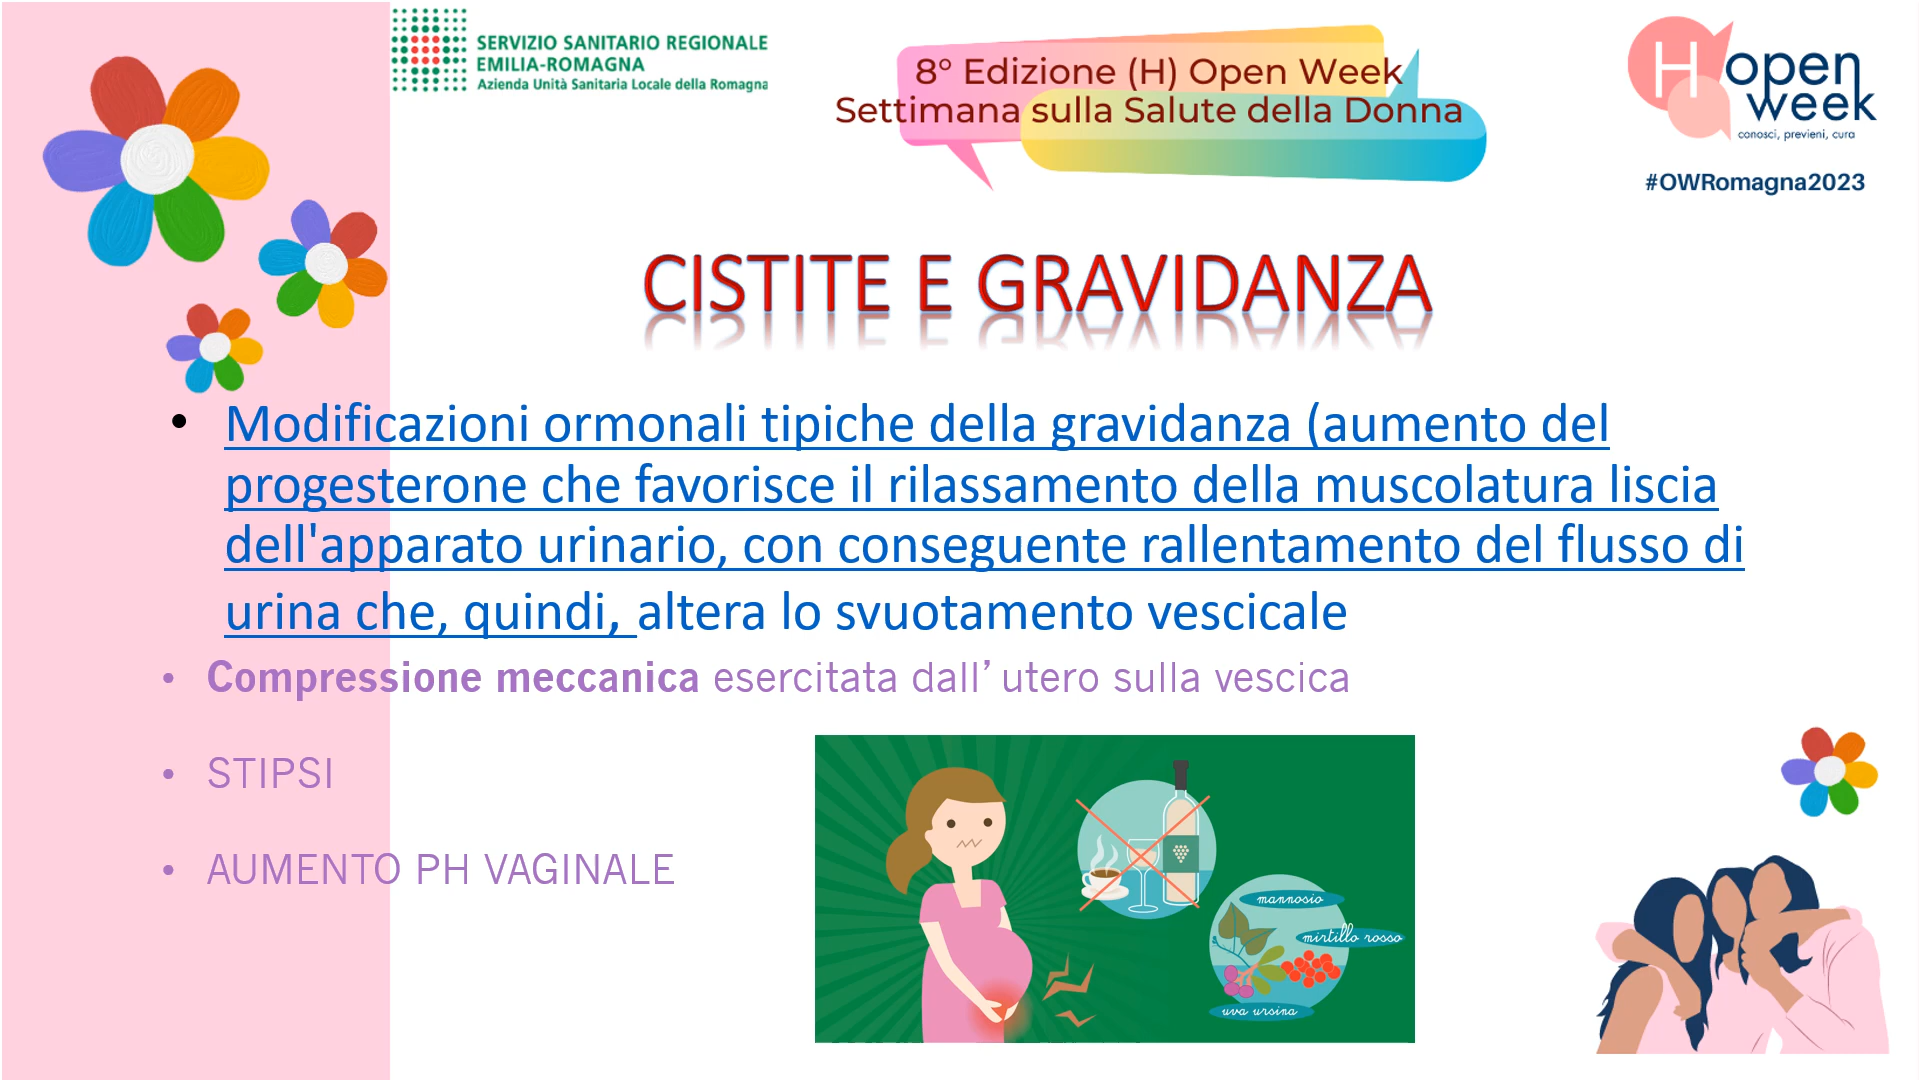 SERVIZIO SANITARIO REGIONALE
EMILIA-ROMAGNA
Azienda Unità Sanitaria Locale della Romagna
8° Edizione (H) Open Week
Settimana sulla Salute della Donna
H open
week
conosci, previeni, cura
#OWRomagna2023
CISTITE E GRAVIDANZA
• Modificazioni ormonali tipiche della gravidanza (aumento del
progesterone che favorisce il rilassamento della muscolatura liscia
dell'apparato urinario, con conseguente rallentamento del flusso di
urina che, quindi, altera lo svuotamento vescicale
• Compressione meccanica esercitata dall’utero sulla vescica
• STIPSI
• AUMENTO PH VAGINALE
mannosio
mirtillo rosso
uva ursina